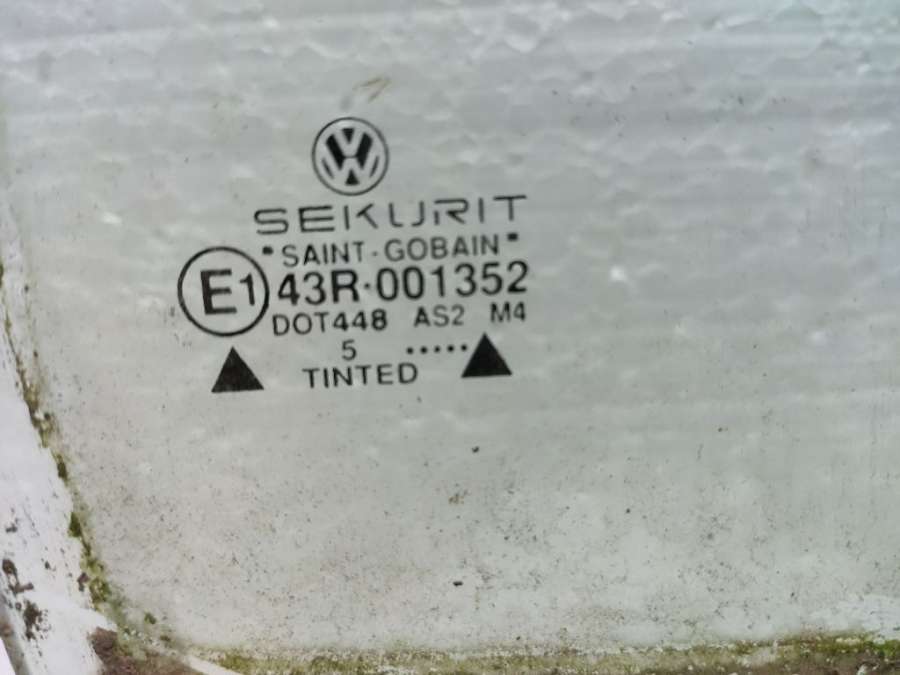 SEKURIT
"SAINT-GOBAIN"
E1 43R·001352
DOT448 AS2 M4
5 .....
TINTED